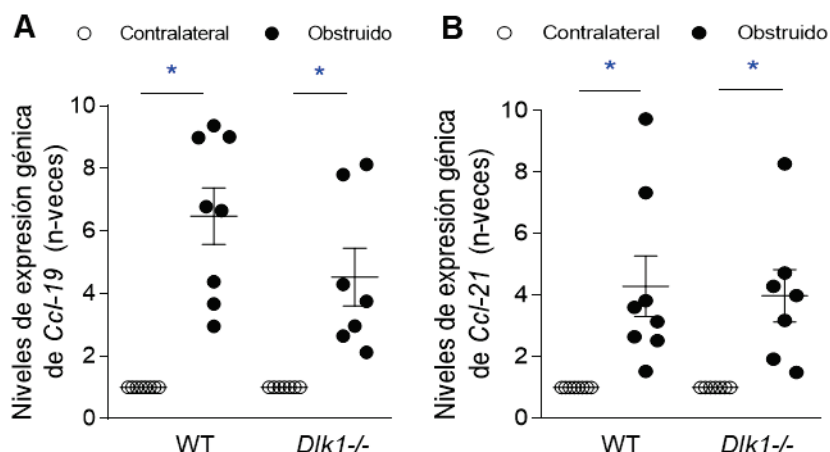 A
○ Contralateral ● Obstruido
*
*
Niveles de expresión génica
de Ccl-19 (n-veces)
10
8
6
4
2
0
WT
Dlk1-/-
B
○ Contralateral ● Obstruido
*
*
Niveles de expresión génica
de Ccl-21 (n-veces)
10
8
6
4
2
0
WT
Dlk1-/-